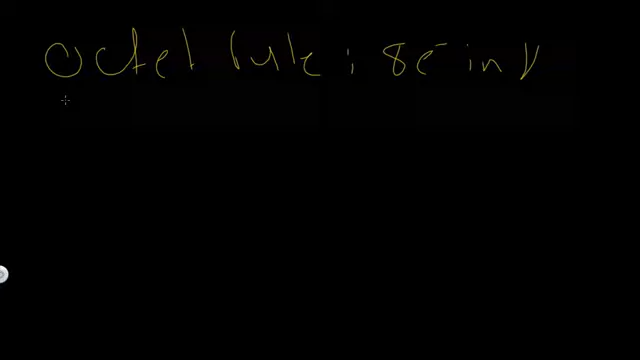 Octet rule : 8e⁻ in V